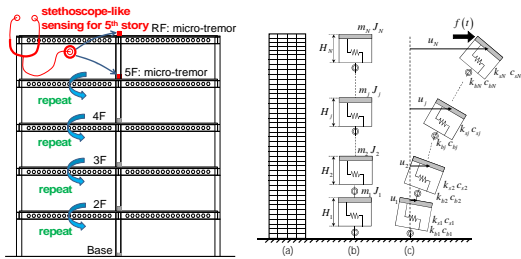 stethoscope-like
sensing for 5th story
RF: micro-tremor
5F: micro-tremor
repeat
4F
repeat
3F
repeat
2F
repeat
Base
(a)
m_N J_N
H_N
m_j J_j
H_j
m_2 J_2
H_2
m_1 J_1
H_1
(b)
f(t)
u_N
k_sN c_sN
k_bN c_bN
u_j
k_sj c_sj
k_bj c_bj
u_2
k_s2 c_s2
k_b2 c_b2
u_1
k_s1 c_s1
k_b1 c_b1
(c)